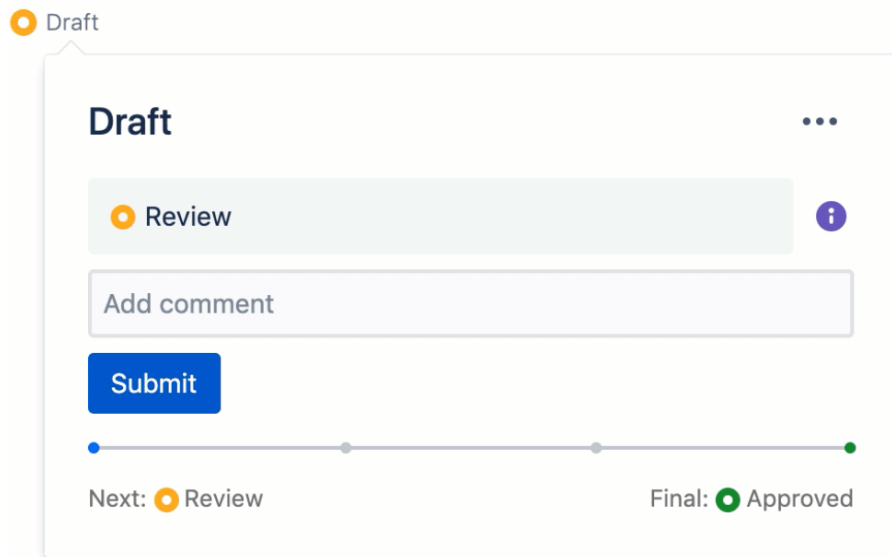 Draft
Draft
Review
Add comment
Submit
Next: Review Final: Approved